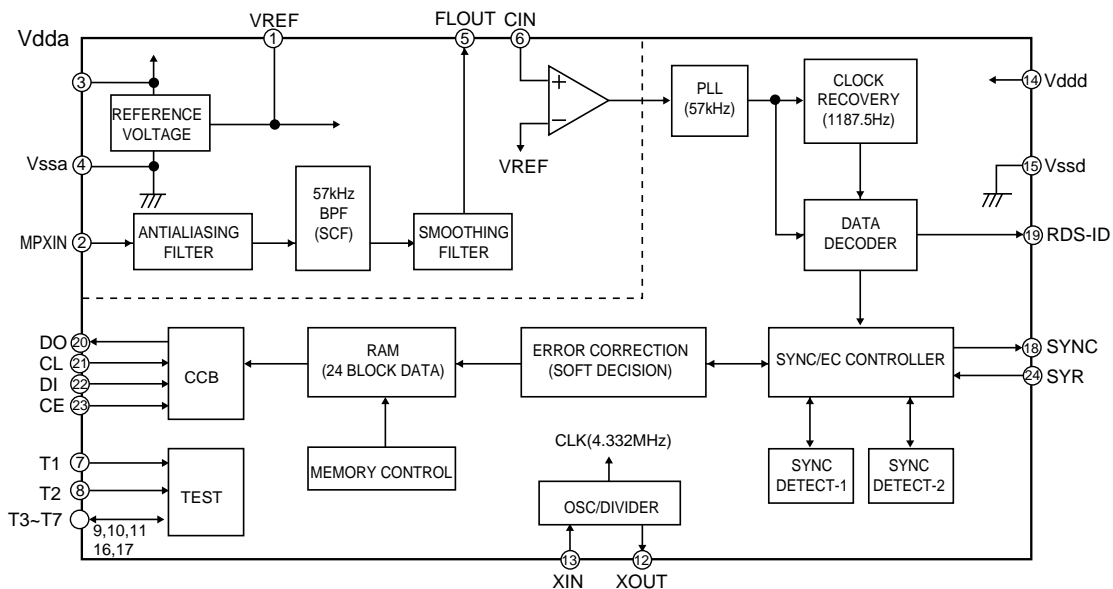 VREF
FLOUT
CIN
Vdda
1
5
6
3
REFERENCE
VOLTAGE
+
−
VREF
PLL
(57kHz)
CLOCK
RECOVERY
(1187.5Hz)
14
Vddd
Vssa
4
15
Vssd
MPXIN
2
ANTIALIASING
FILTER
57kHz
BPF
(SCF)
SMOOTHING
FILTER
DATA
DECODER
19
RDS-ID
DO
20
CL
21
DI
22
CE
23
CCB
RAM
(24 BLOCK DATA)
ERROR CORRECTION
(SOFT DECISION)
SYNC/EC CONTROLLER
18
SYNC
24
SYR
T1
7
T2
8
T3~T7
9,10,11
16,17
TEST
MEMORY CONTROL
CLK(4.332MHz)
OSC/DIVIDER
SYNC
DETECT-1
SYNC
DETECT-2
13
12
XIN
XOUT